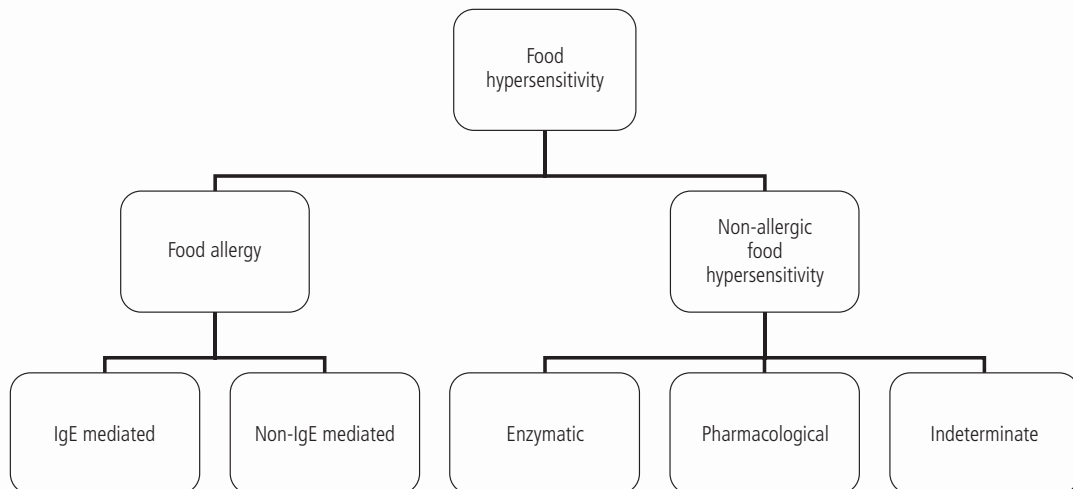 Food
hypersensitivity
Food allergy
Non-allergic
food
hypersensitivity
IgE mediated
Non-IgE mediated
Enzymatic
Pharmacological
Indeterminate